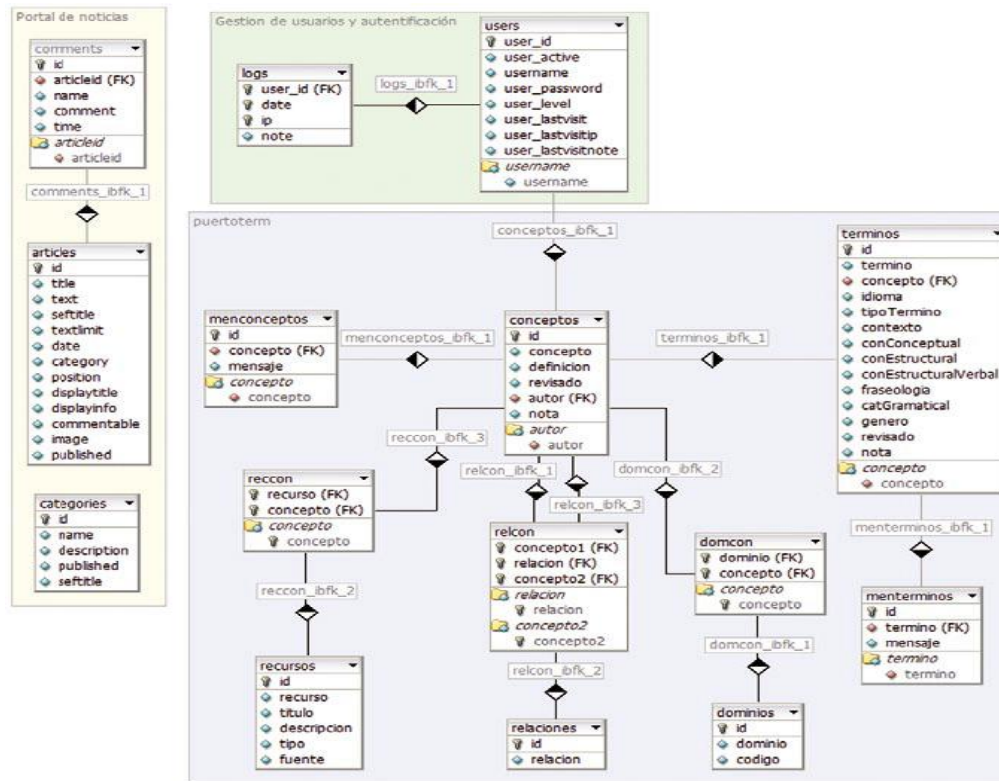 Portal de noticias
comments
id
articleid (FK)
name
comment
time
articleid
articleid
comments_ibfk_1
articles
id
title
text
seftitle
textlimit
date
category
position
displaytitle
displayinfo
commentable
image
published
categories
id
name
description
published
seftitle
Gestion de usuarios y autentificación
logs
user_id (FK)
date
ip
note
logs_ibfk_1
users
user_id
user_active
username
user_password
user_level
user_lastvisit
user_lastvisitip
user_lastvisitnote
username
username
puertoterm
conceptos_ibfk_1
menconceptos
id
concepto (FK)
mensaje
concepto
concepto
menconceptos_ibfk_1
conceptos
id
concepto
definicion
revisado
autor (FK)
nota
autor
autor
terminos_ibfk_1
terminos
id
termino
concepto (FK)
idioma
tipoTermino
contexto
conConceptual
conEstructural
conEstructuralVerbal
fraseologia
catGramatical
genero
revisado
nota
concepto
concepto
reccon_ibfk_3
relcon_ibfk_1
domcon_ibfk_2
relcon_ibfk_3
reccon
recurso (FK)
concepto (FK)
concepto
concepto
reccon_ibfk_2
recursos
id
recurso
titulo
descripcion
tipo
fuente
relcon
concepto1 (FK)
relacion (FK)
concepto2 (FK)
relacion
relacion
concepto2
concepto2
relcon_ibfk_2
relaciones
id
relacion
domcon
dominio (FK)
concepto (FK)
concepto
concepto
domcon_ibfk_1
dominios
id
dominio
codigo
menterminos_ibfk_1
menterminos
id
termino (FK)
mensaje
termino
termino